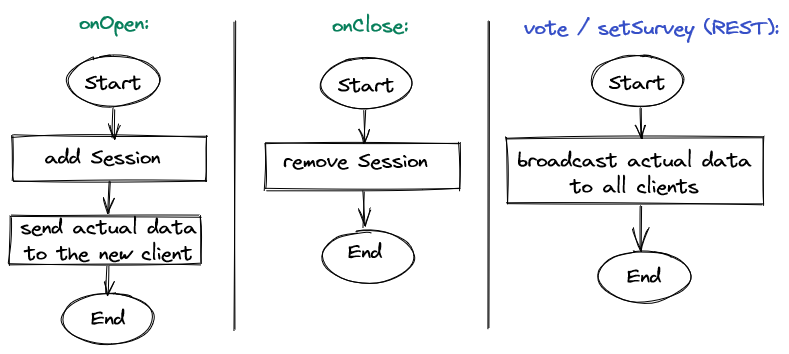 onOpen:
Start
add Session
send actual data
to the new client
End
onClose:
Start
remove Session
End
vote / setSurvey (REST):
Start
broadcast actual data
to all clients
End